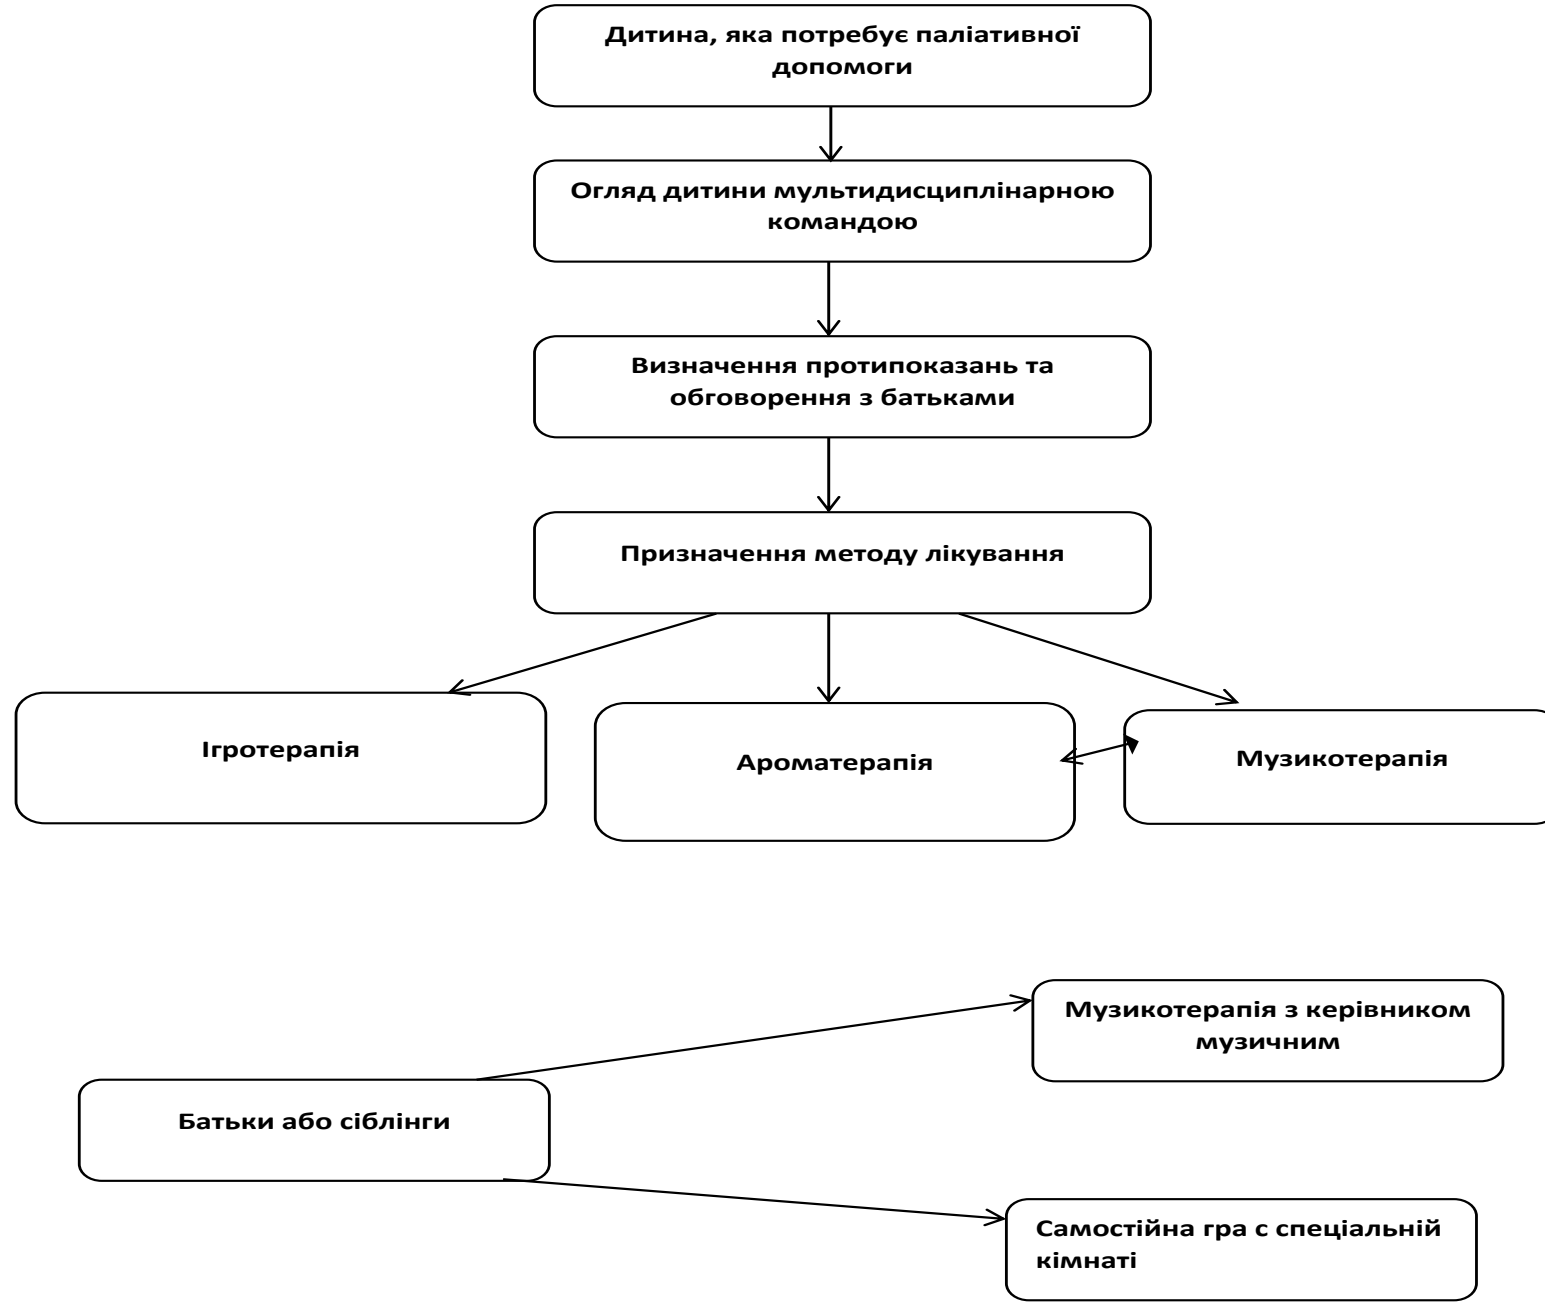 Дитина, яка потребує паліативної
допомоги
Огляд дитини мультидисциплінарною
командою
Визначення протипоказань та
обговорення з батьками
Призначення методу лікування
Ігротерапія
Ароматерапія
Музикотерапія
Музикотерапія з керівником
музичним
Батьки або сіблінги
Самостійна гра с спеціальній
кімнаті